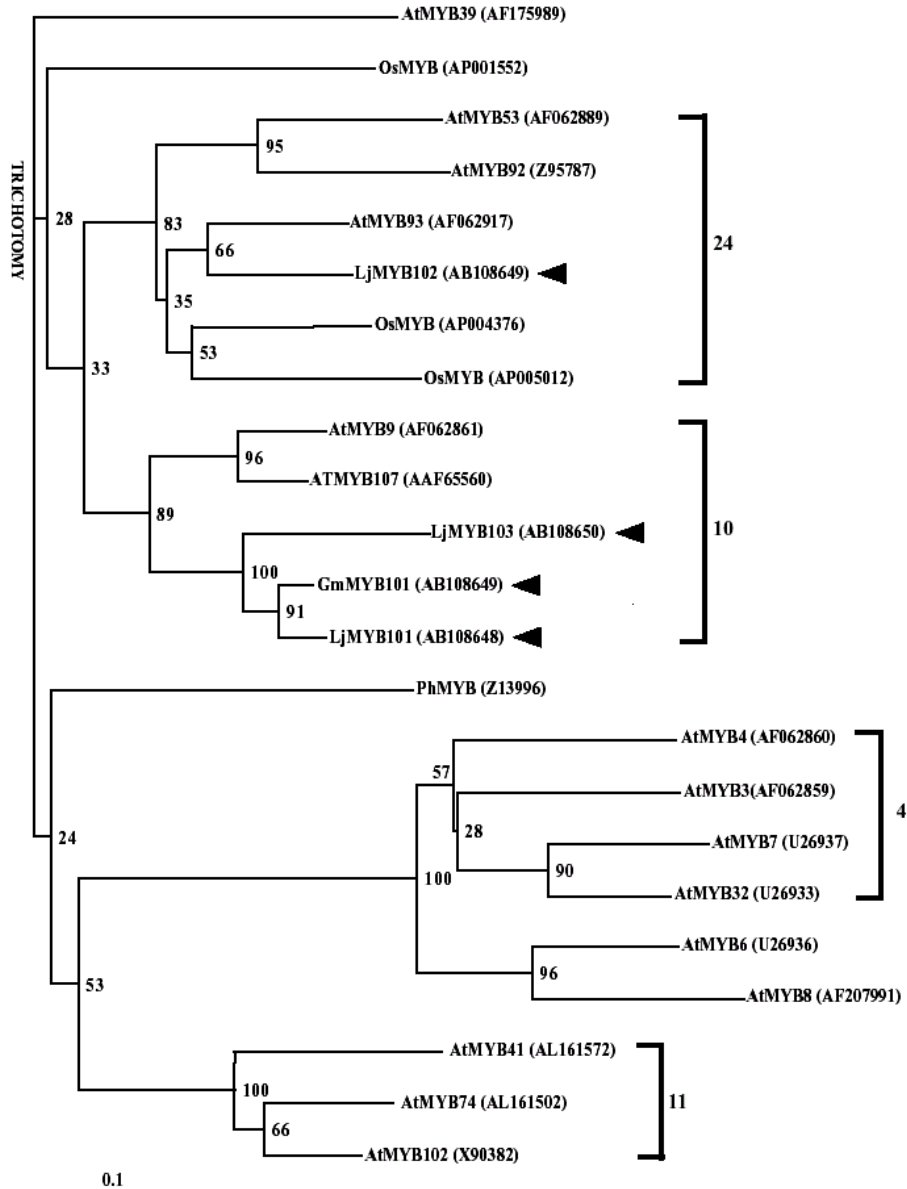 AtMYB39 (AF175989)
OsMYB (AP001552)
AtMYB53 (AF062889)
95
AtMYB92 (Z95787)
TRICHOTOMY
28
83
AtMYB93 (AF062917)
24
66
LjMYB102 (AB108649)
35
OsMYB (AP004376)
53
33
OsMYB (AP005012)
AtMYB9 (AF062861)
96
ATMYB107 (AAF65560)
89
LjMYB103 (AB108650)
10
100
GmMYB101 (AB108649)
91
LjMYB101 (AB108648)
PhMYB (Z13996)
AtMYB4 (AF062860)
57
AtMYB3(AF062859)
4
28
24
AtMYB7 (U26937)
100
90
AtMYB32 (U26933)
AtMYB6 (U26936)
96
53
AtMYB8 (AF207991)
AtMYB41 (AL161572)
100
AtMYB74 (AL161502)
11
66
AtMYB102 (X90382)
0.1